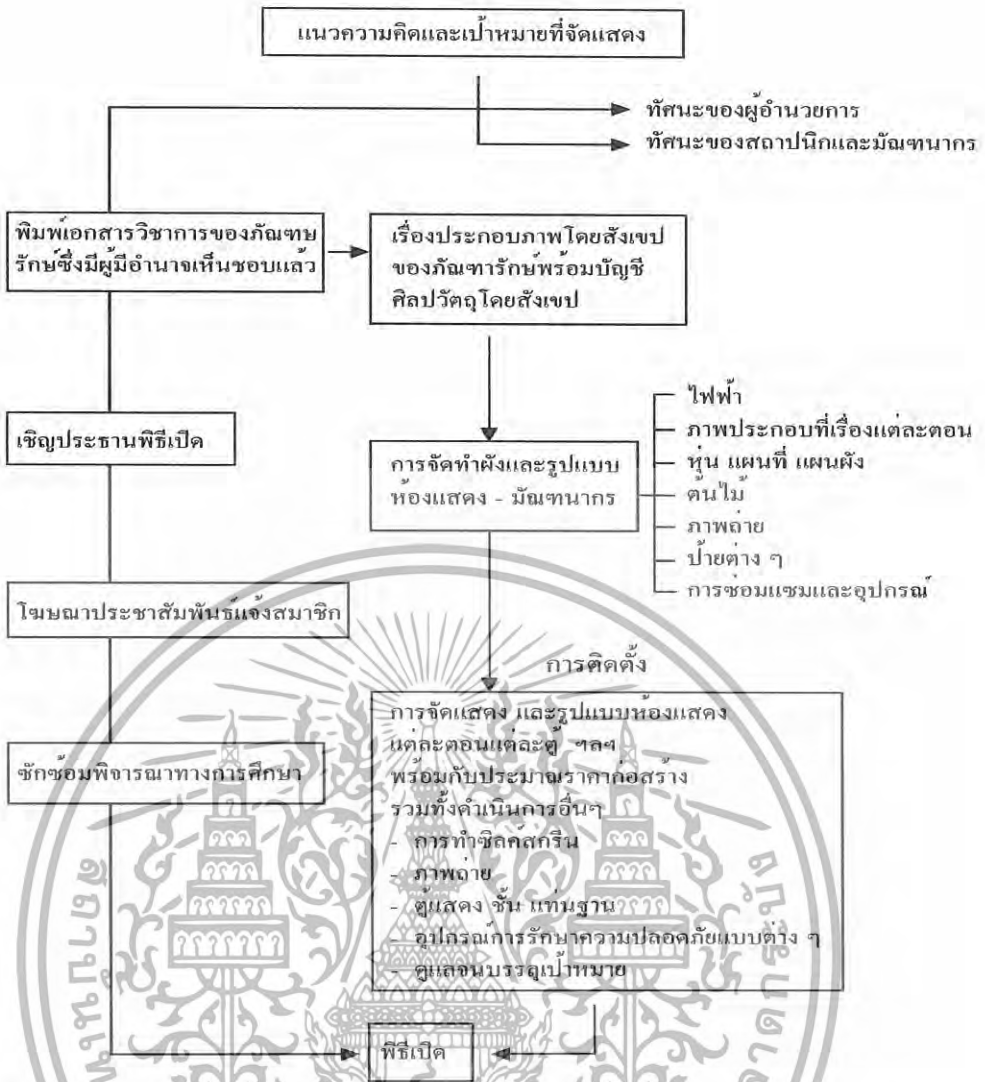 แนวความคิดและเป้าหมายที่จัดแสดง
ทัศนะของผู้อำนวยการ
ทัศนะของสถาปนิกและมัณฑนากร
พิมพ์เอกสารวิชาการของภัณฑษ
รักษ์ซึ่งมีผู้มีอำนาจเห็นชอบแล้ว
เรื่องประกอบภาพโดยสังเขป
ของภัณฑารักษ์พร้อมบัญชี
ศิลปวัตถุโดยสังเขป
เชิญประธานพิธีเปิด
การจัดทำผังและรูปแบบ
ห้องแสดง - มัณฑนากร
ไฟฟ้า
ภาพประกอบที่เรื่องแต่ละตอน
หุ่น แผนที่ แผนผัง
ต้นไม้
ภาพถ่าย
ป้ายต่าง ๆ
การซ่อมแซมและอุปกรณ์
โฆษณาประชาสัมพันธ์แจ้งสมาชิก
การติดตั้ง
การจัดแสดง และรูปแบบห้องแสดง
แต่ละตอนแต่ละตู้ ฯลฯ
พร้อมกับประมาณราคาก่อสร้าง
รวมทั้งดำเนินการอื่นๆ
- การทำซิลค์สกรีน
- ภาพถ่าย
- ตู้แสดง ชั้น แท่นฐาน
- อุปกรณ์การรักษาความปลอดภัยแบบต่าง ๆ
- ดูแลจนบรรลุเป้าหมาย
ซักซ้อมพิจารณาทางการศึกษา
พิธีเปิด